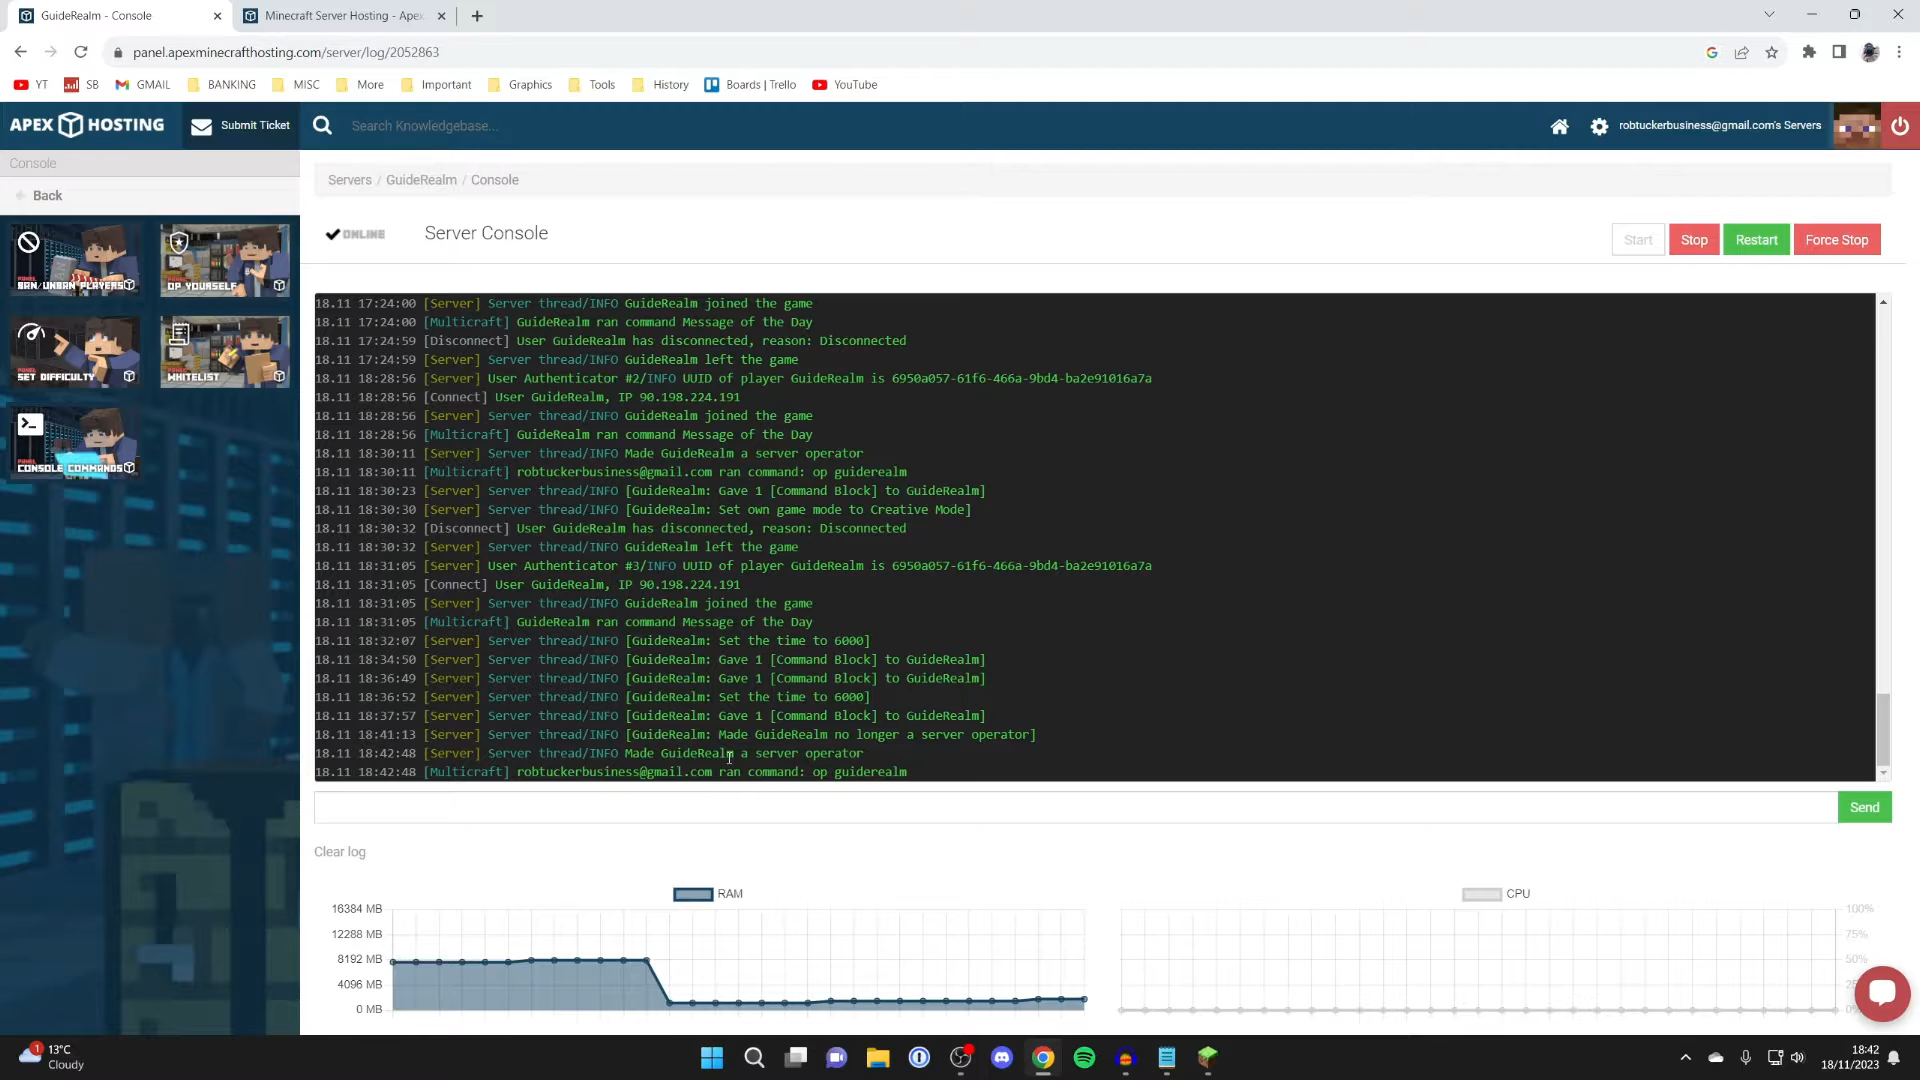 GuideRealm - Console
Minecraft Server Hosting - Apex
panel.apexminecrafthosting.com/server/log/2052863
YT
SB
GMAIL
BANKING
MISC
More
Important
Graphics
Tools
History
Boards | Trello
YouTube
APEX HOSTING
Submit Ticket
Search Knowledgebase...
robtuckerbusiness@gmail.com's Servers
Console
Back
PANEL
BAN/UNBAN PLAYERS
PANEL
OP YOURSELF
PANEL
SET DIFFICULTY
PANEL
WHITELIST
PANEL
CONSOLE COMMANDS
Servers / GuideRealm / Console
ONLINE
Server Console
Start
Stop
Restart
Force Stop
18.11 17:24:00 [Server] Server thread/INFO GuideRealm joined the game
18.11 17:24:00 [Multicraft] GuideRealm ran command Message of the Day
18.11 17:24:59 [Disconnect] User GuideRealm has disconnected, reason: Disconnected
18.11 17:24:59 [Server] Server thread/INFO GuideRealm left the game
18.11 18:28:56 [Server] User Authenticator #2/INFO UUID of player GuideRealm is 6950a057-61f6-466a-9bd4-ba2e91016a7a
18.11 18:28:56 [Connect] User GuideRealm, IP 90.198.224.191
18.11 18:28:56 [Server] Server thread/INFO GuideRealm joined the game
18.11 18:28:56 [Multicraft] GuideRealm ran command Message of the Day
18.11 18:30:11 [Server] Server thread/INFO Made GuideRealm a server operator
18.11 18:30:11 [Multicraft] robtuckerbusiness@gmail.com ran command: op guiderealm
18.11 18:30:23 [Server] Server thread/INFO [GuideRealm: Gave 1 [Command Block] to GuideRealm]
18.11 18:30:30 [Server] Server thread/INFO [GuideRealm: Set own game mode to Creative Mode]
18.11 18:30:32 [Disconnect] User GuideRealm has disconnected, reason: Disconnected
18.11 18:30:32 [Server] Server thread/INFO GuideRealm left the game
18.11 18:31:05 [Server] User Authenticator #3/INFO UUID of player GuideRealm is 6950a057-61f6-466a-9bd4-ba2e91016a7a
18.11 18:31:05 [Connect] User GuideRealm, IP 90.198.224.191
18.11 18:31:05 [Server] Server thread/INFO GuideRealm joined the game
18.11 18:31:05 [Multicraft] GuideRealm ran command Message of the Day
18.11 18:32:07 [Server] Server thread/INFO [GuideRealm: Set the time to 6000]
18.11 18:34:50 [Server] Server thread/INFO [GuideRealm: Gave 1 [Command Block] to GuideRealm]
18.11 18:36:49 [Server] Server thread/INFO [GuideRealm: Gave 1 [Command Block] to GuideRealm]
18.11 18:36:52 [Server] Server thread/INFO [GuideRealm: Set the time to 6000]
18.11 18:37:57 [Server] Server thread/INFO [GuideRealm: Gave 1 [Command Block] to GuideRealm]
18.11 18:41:13 [Server] Server thread/INFO [GuideRealm: Made GuideRealm no longer a server operator]
18.11 18:42:48 [Server] Server thread/INFO Made GuideRealm a server operator
18.11 18:42:48 [Multicraft] robtuckerbusiness@gmail.com ran command: op guiderealm
Send
Clear log
RAM
16384 MB
12288 MB
8192 MB
4096 MB
0 MB
CPU
100%
75%
50%
1
13°C
Cloudy
18:42
18/11/2023